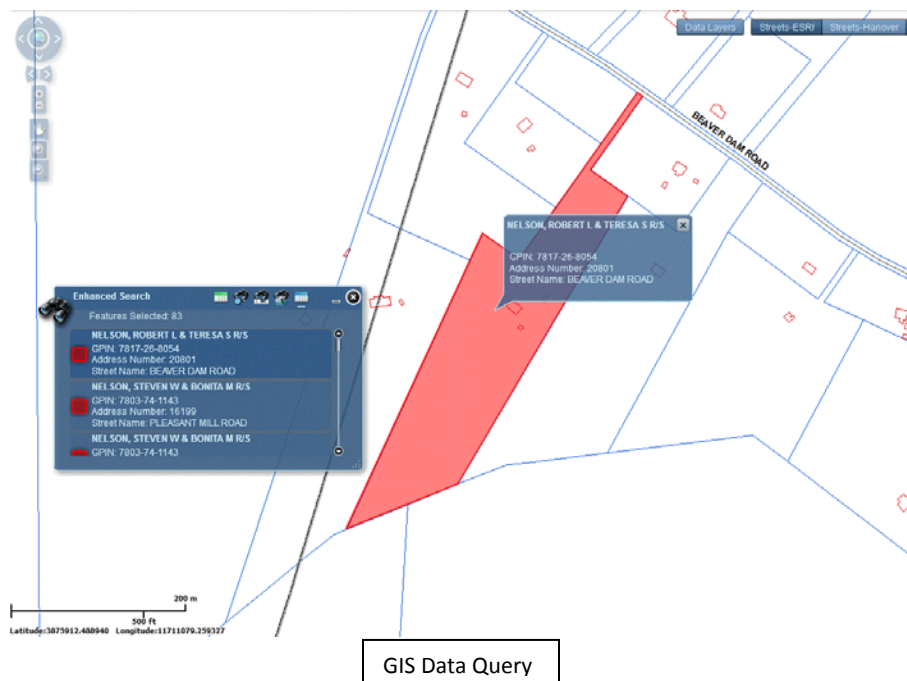 Data Layers
Streets-ESRI
Streets-Hanover
BEAVER DAM ROAD
NELSON, ROBERT L & TERESA S R/S
GPIN: 7817-26-8054
Address Number: 20801
Street Name: BEAVER DAM ROAD
Enhanced Search
Features Selected: 83
NELSON, ROBERT L & TERESA S R/S
GPIN: 7817-26-8054
Address Number: 20801
Street Name: BEAVER DAM ROAD
NELSON, STEVEN W & BONITA M R/S
GPIN: 7803-74-1143
Address Number: 16199
Street Name: PLEASANT MILL ROAD
NELSON, STEVEN W & BONITA M R/S
GPIN: 7803-74-1143
200 m
500 ft
Latitude:3875912.488940 Longitude:11711079.259327
GIS Data Query